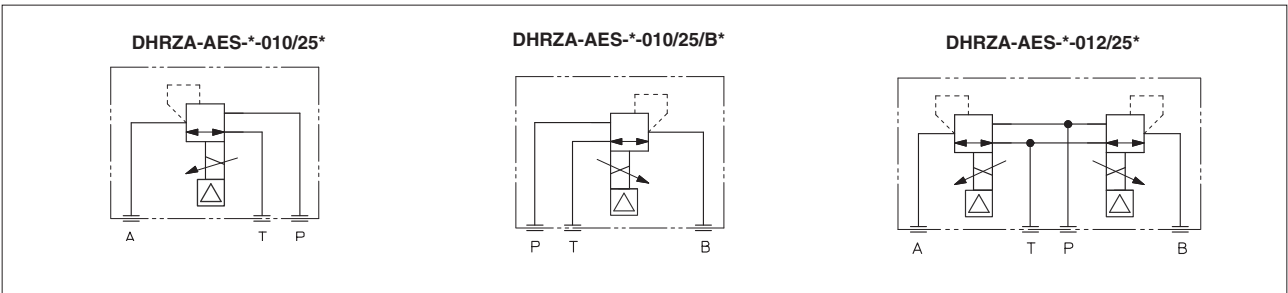 DHRZA-AES-*-010/25*
DHRZA-AES-*-010/25/B*
DHRZA-AES-*-012/25*
A T P
P T B
A T P B